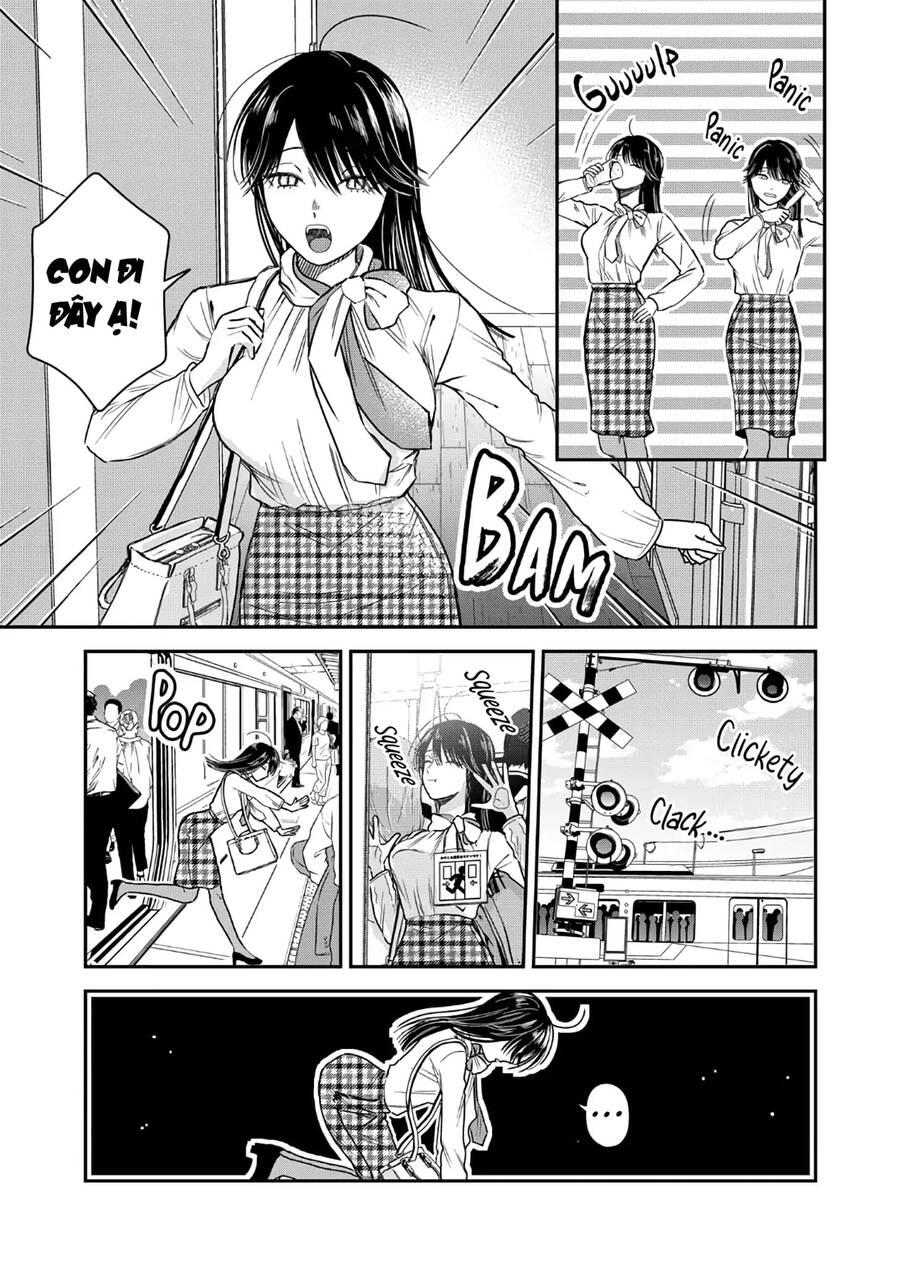 GUUUULP
Panic
Panic
CON ĐI
ĐÂY Ạ!
BAM
Clickety
Clack...
Squeeze
Squeeze
POP
...